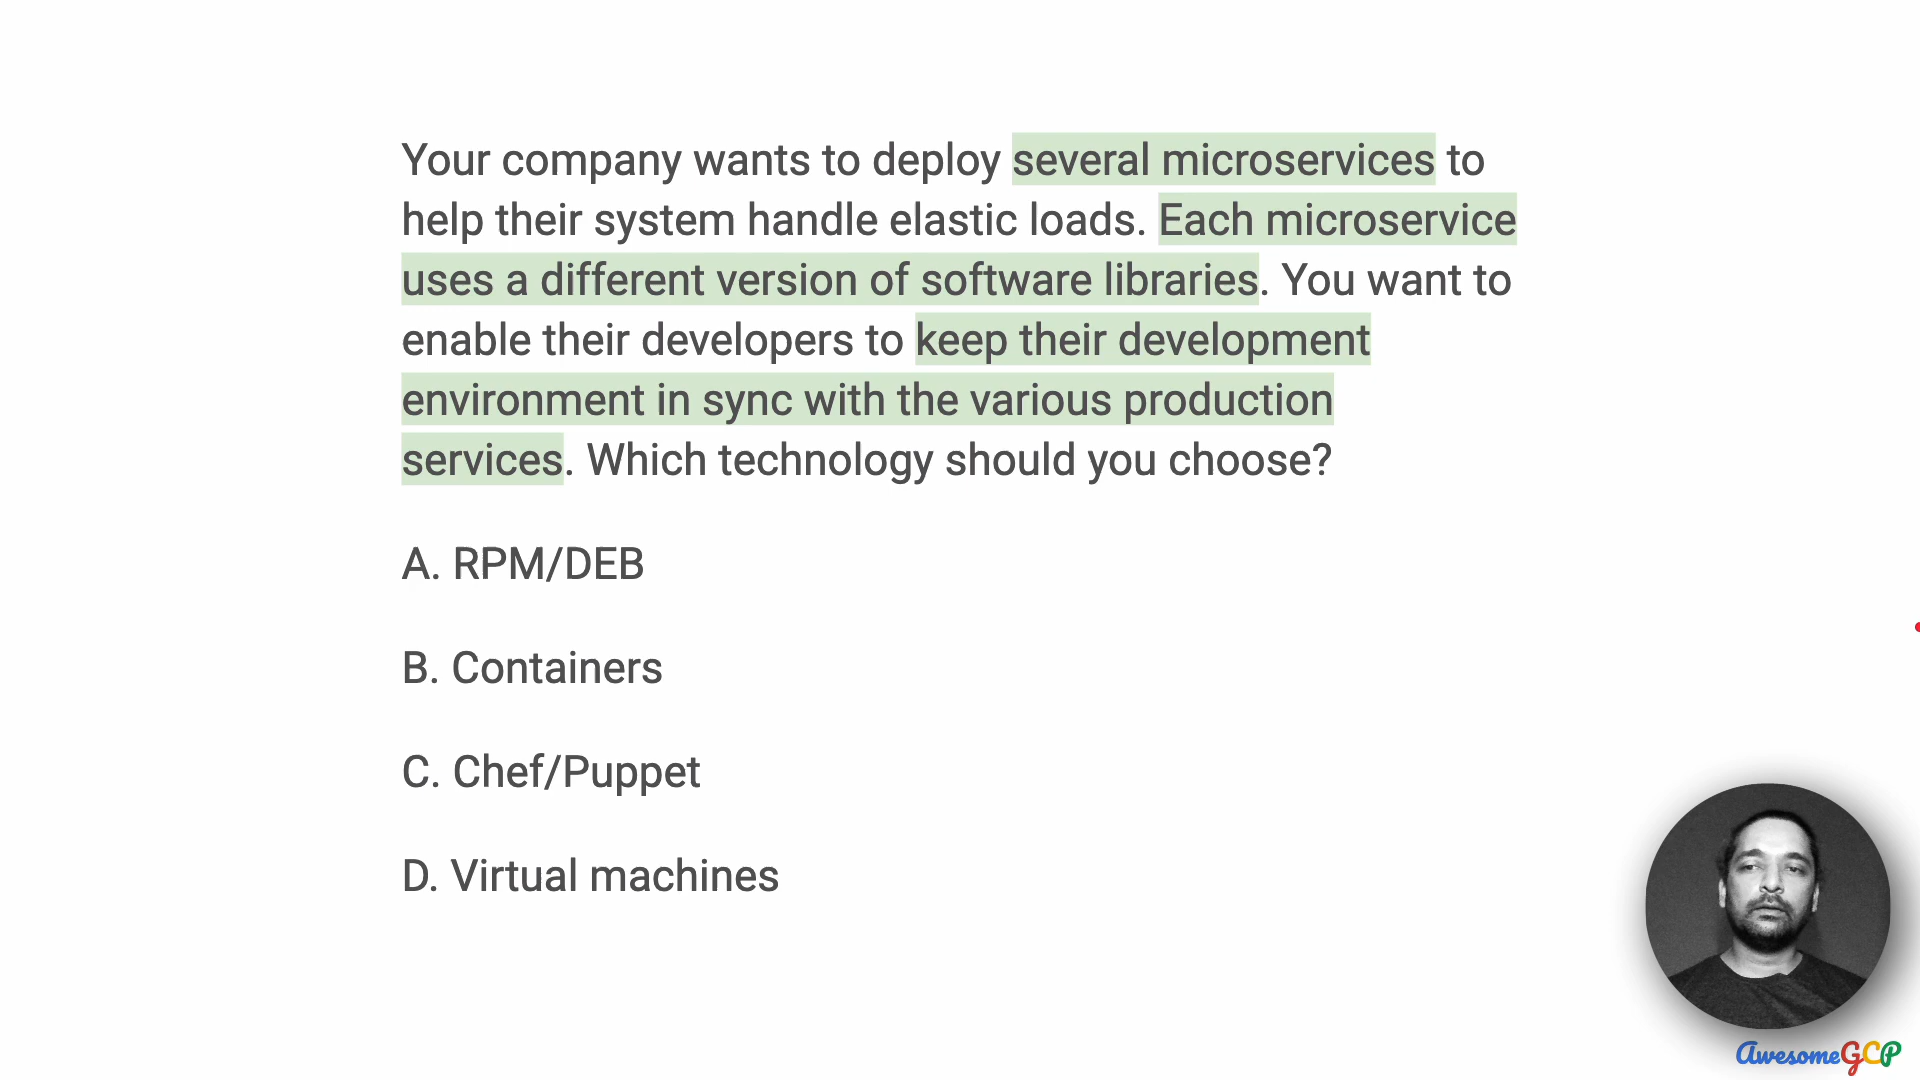 Your company wants to deploy several microservices to
help their system handle elastic loads. Each microservice
uses a different version of software libraries. You want to
enable their developers to keep their development
environment in sync with the various production
services. Which technology should you choose?
A. RPM/DEB
B. Containers
C. Chef/Puppet
D. Virtual machines
AwesomeGCP